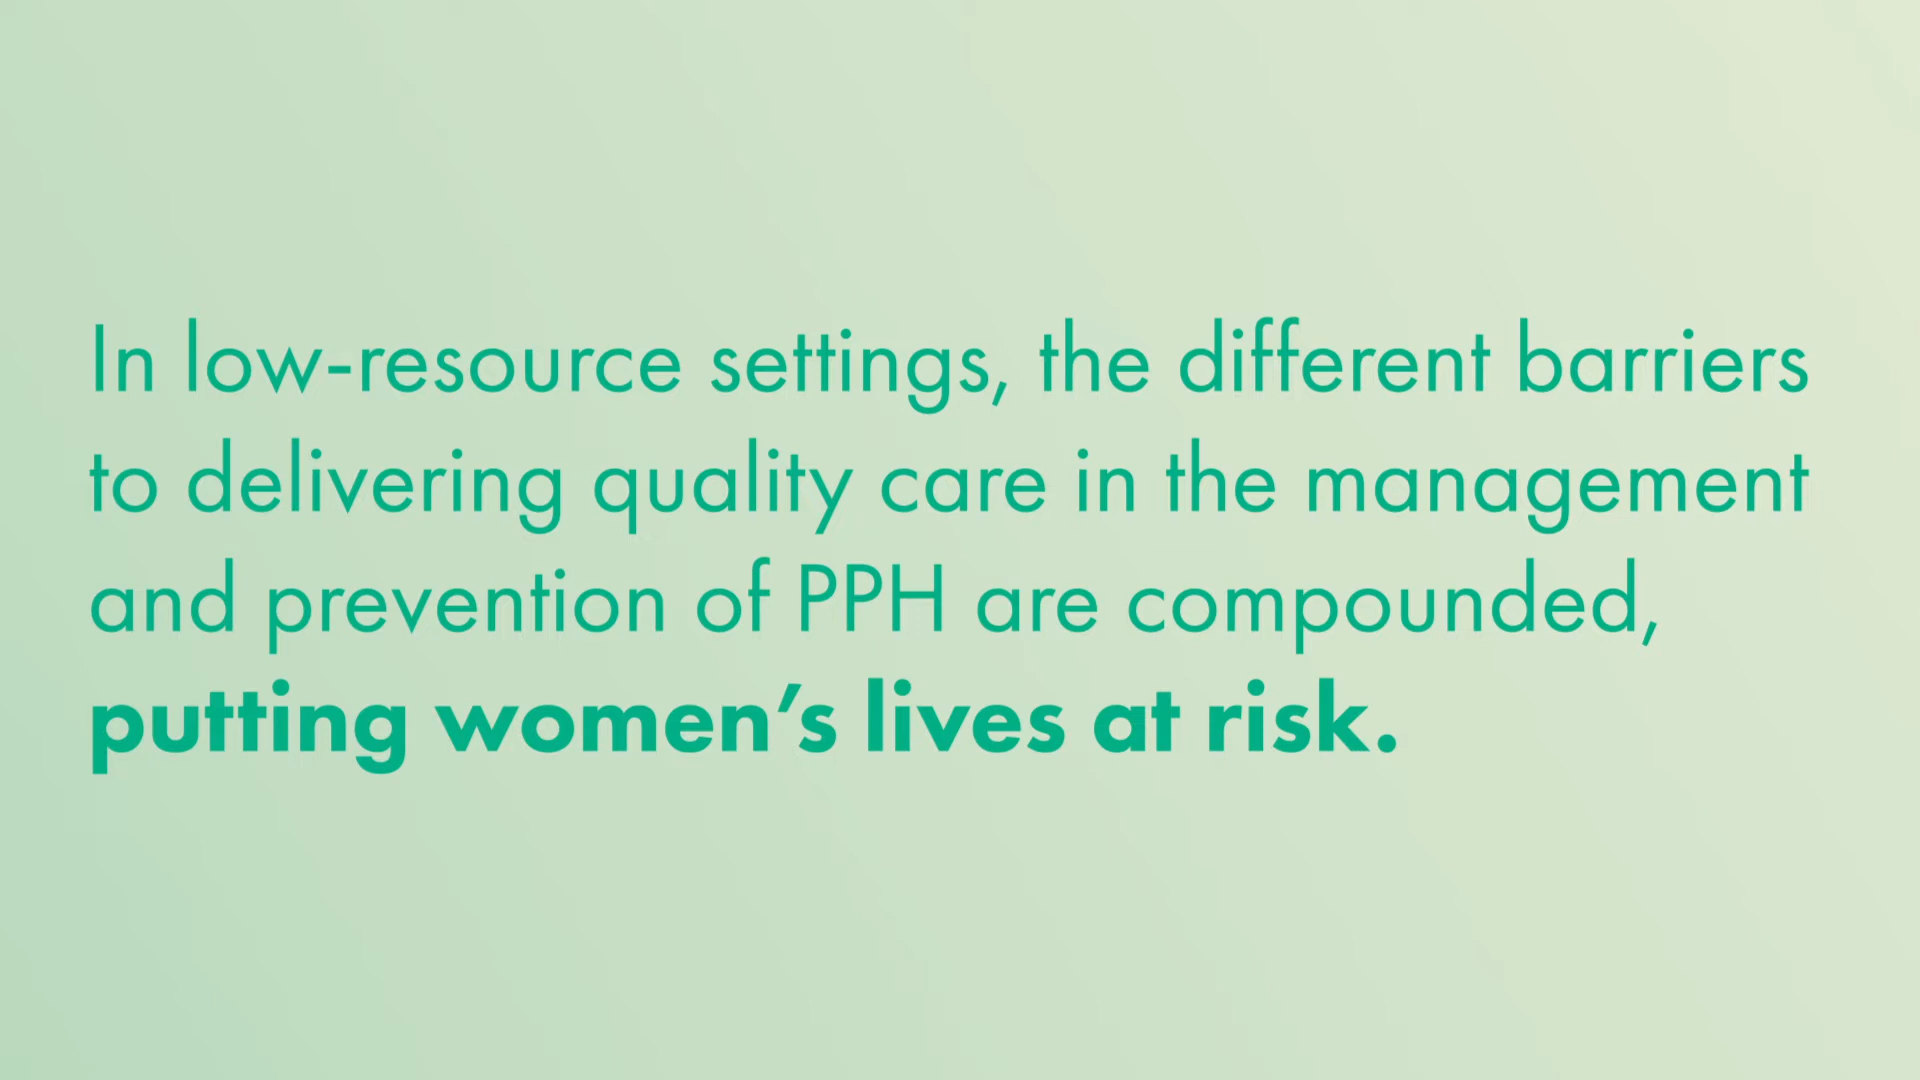 In low-resource settings, the different barriers
to delivering quality care in the management
and prevention of PPH are compounded,
putting women’s lives at risk.